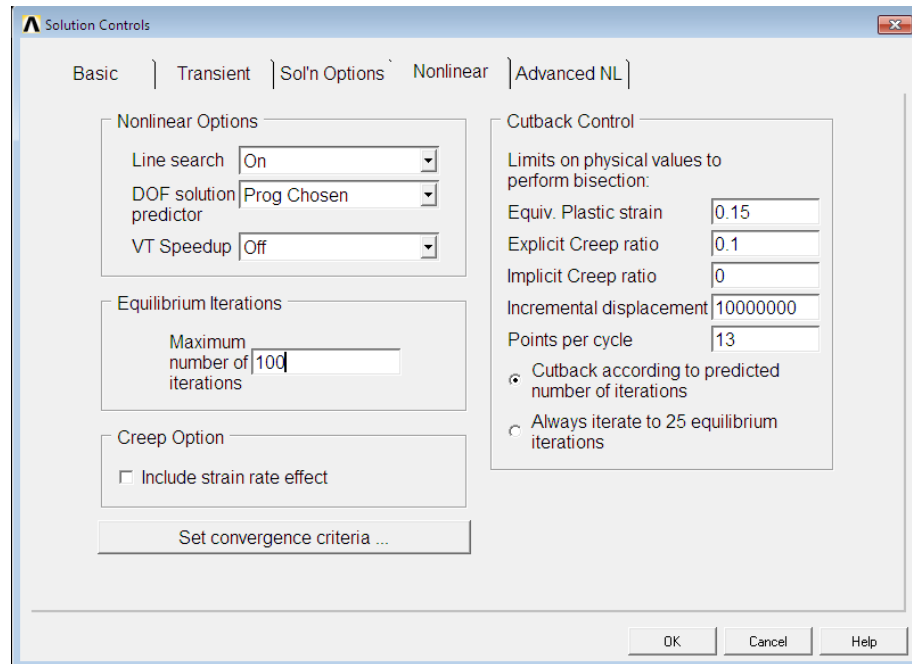 Solution Controls
Basic
Transient
Sol'n Options
Nonlinear
Advanced NL
Nonlinear Options
Line search On
DOF solution Prog Chosen
predictor
VT Speedup Off
Equilibrium Iterations
Maximum
number of 100
iterations
Creep Option
Include strain rate effect
Set convergence criteria ...
Cutback Control
Limits on physical values to
perform bisection:
Equiv. Plastic strain 0.15
Explicit Creep ratio 0.1
Implicit Creep ratio 0
Incremental displacement 10000000
Points per cycle 13
Cutback according to predicted
number of iterations
Always iterate to 25 equilibrium
iterations
OK
Cancel
Help